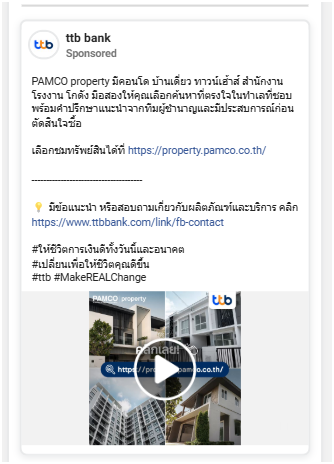 ttb
ttb bank
Sponsored
PAMCO property มีคอนโด บ้านเดี่ยว ทาวน์เฮ้าส์ สำนักงาน
โรงงาน โกดัง มือสองให้คุณเลือกค้นหาที่ตรงใจในทำเลที่ชอบ
พร้อมคำปรึกษาแนะนำจากทีมผู้ชำนาญและมีประสบการณ์ก่อน
ตัดสินใจซื้อ
เลือกชมทรัพย์สินได้ที่ https://property.pamco.co.th/
-------------------------------------
💡 มีข้อแนะนำ หรือสอบถามเกี่ยวกับผลิตภัณฑ์และบริการ คลิก
https://www.ttbbank.com/link/fb-contact
#ให้ชีวิตการเงินดีทั้งวันนี้และอนาคต
#เปลี่ยนเพื่อให้ชีวิตคุณดีขึ้น
#ttb #MakeREALChange
PAMCO property
ttb
คลิกเลย!
https://pro pamco.co.th/